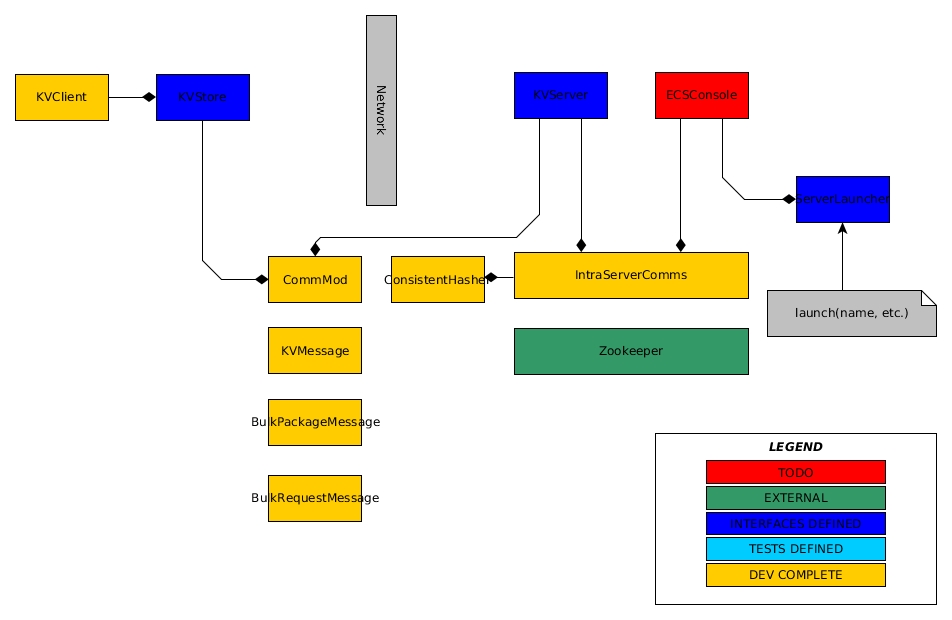 KVClient
KVStore
Network
KVServer
ECSConsole
ServerLauncher
CommMod
ConsistentHasher
IntraServerComms
launch(name, etc.)
KVMessage
Zookeeper
BulkPackageMessage
BulkRequestMessage
LEGEND
TODO
EXTERNAL
INTERFACES DEFINED
TESTS DEFINED
DEV COMPLETE